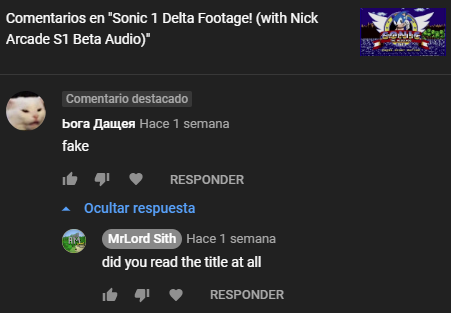 Comentarios en "Sonic 1 Delta Footage! (with Nick
Arcade S1 Beta Audio)"
SONIC
Comentario destacado
Ьога Дащея Hace 1 semana
fake
RESPONDER
Ocultar respuesta
MrLord Sith Hace 1 semana
did you read the title at all
RESPONDER